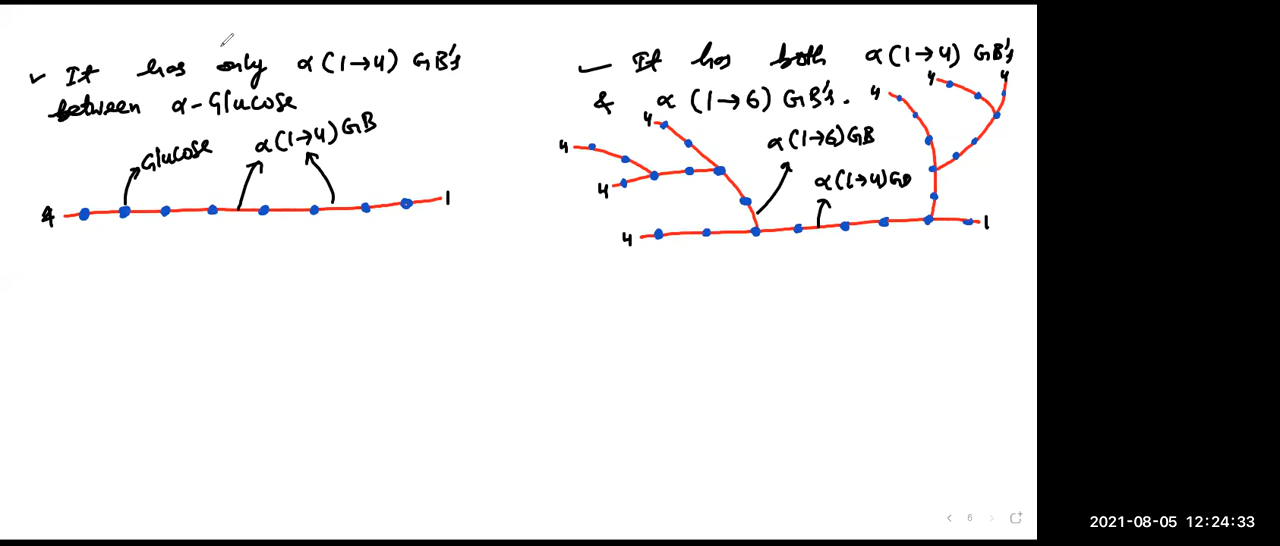 ✓ It has only α(1→4) GB's
between α-Glucose
Glucose
α(1→4)GB
4
1
It has both α(1→4) GB's
& α (1→6) GB's.
4
4
4
4
4
4
α(1→6)GB
α(1→4)GB
4
1
6
2021-08-05 12:24:33